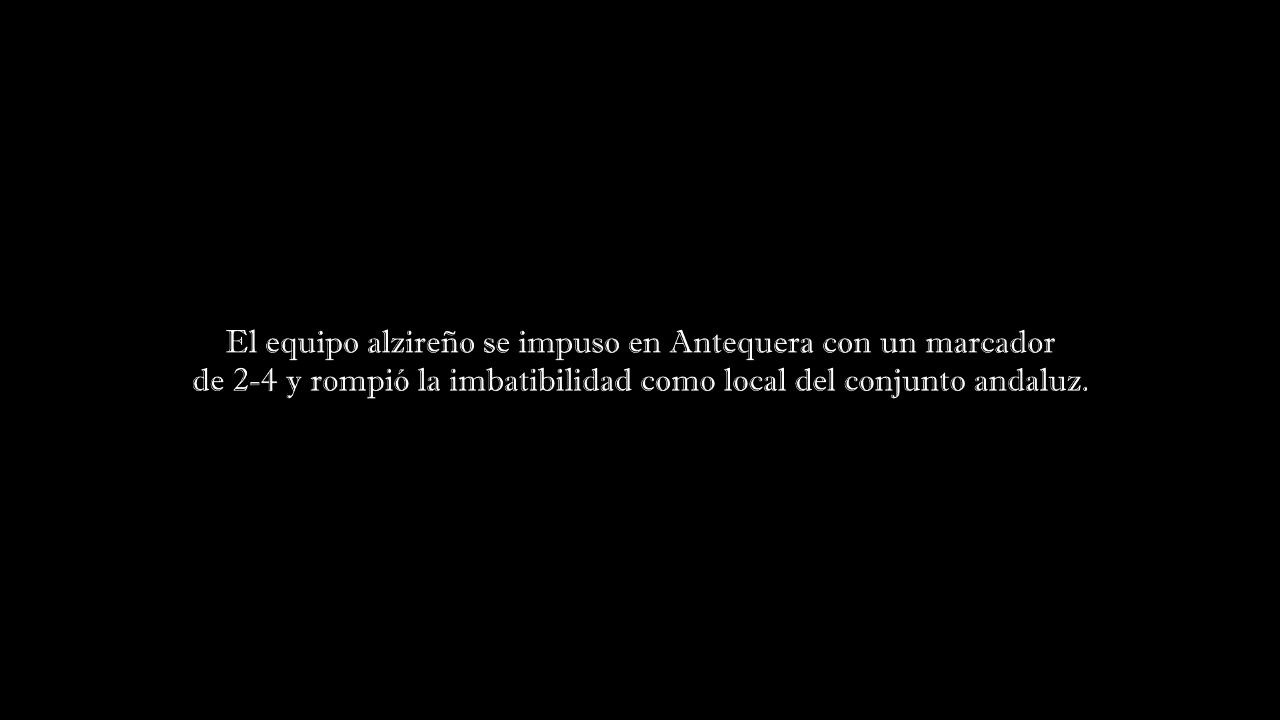 El equipo alzireño se impuso en Antequera con un marcador
de 2-4 y rompió la imbatibilidad como local del conjunto andaluz.